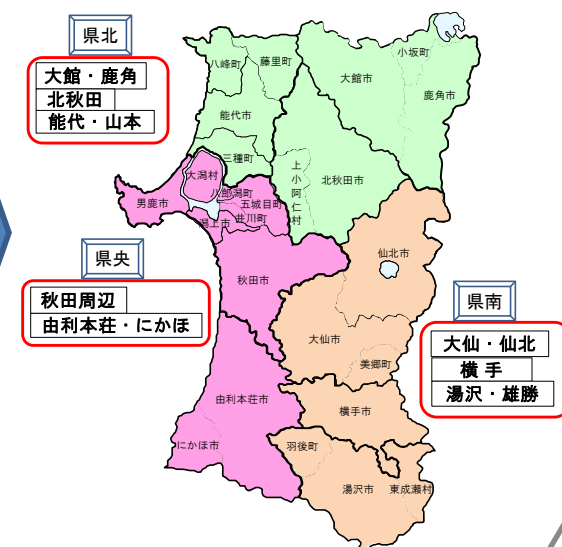 県北
大館・鹿角
北秋田
能代・山本
八峰町
藤里町
小坂町
大館市
鹿角市
能代市
三種町
上小阿仁村
北秋田市
大潟村
八郎潟町
男鹿市
五城目町
井川町
潟上市
県央
秋田周辺
由利本荘・にかほ
秋田市
仙北市
県南
大仙・仙北
横手
湯沢・雄勝
大仙市
美郷町
由利本荘市
横手市
にかほ市
羽後町
湯沢市
東成瀬村